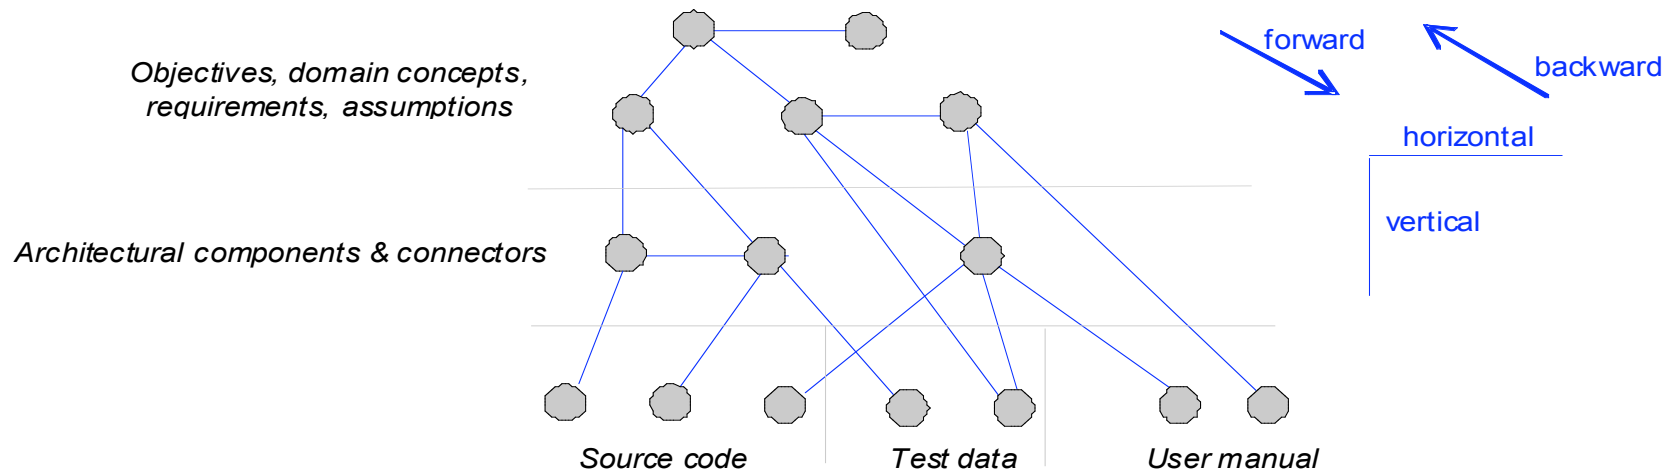 forward
backward
Objectives, domain concepts,
requirements, assumptions
horizontal
vertical
Architectural components & connectors
Source code
Test data
User manual